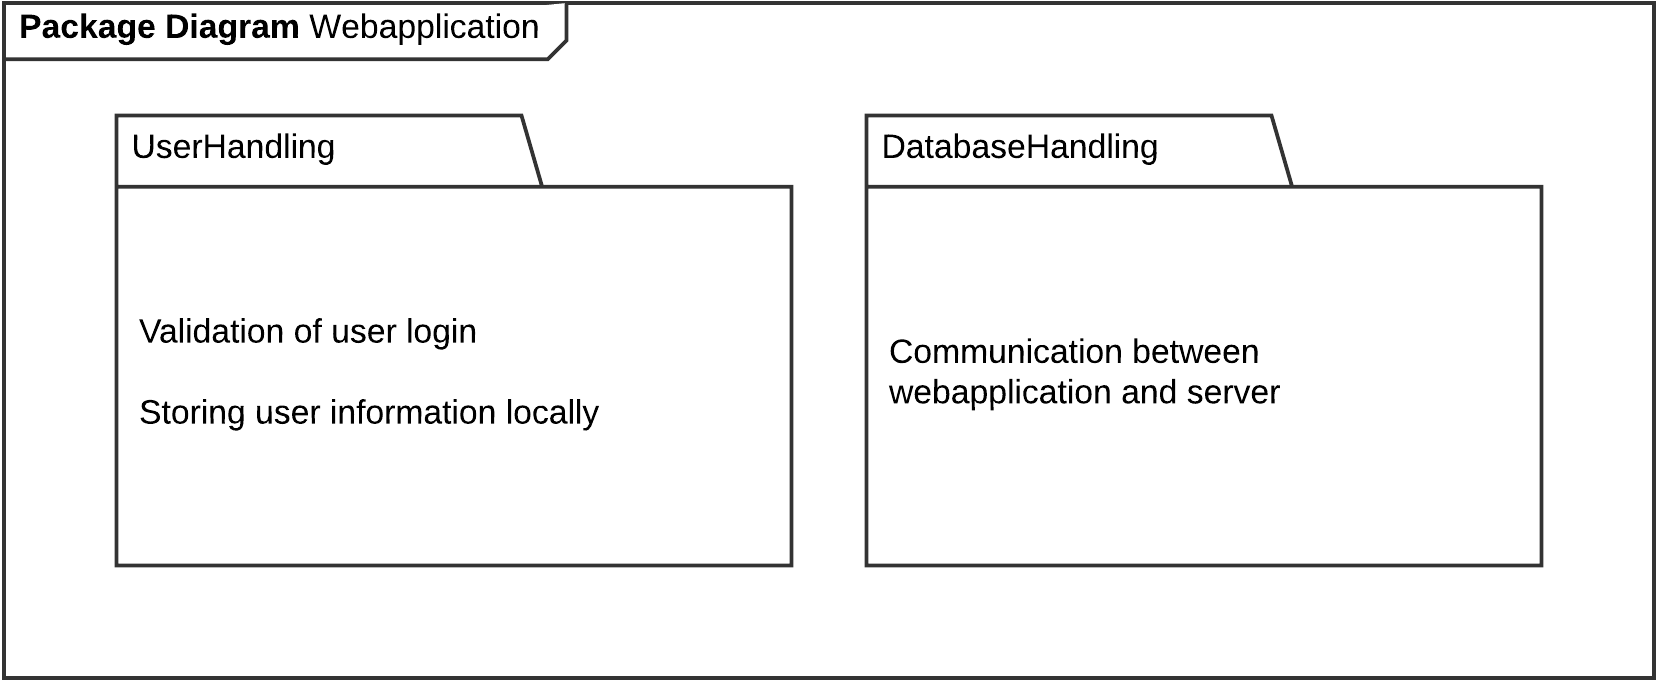 Package Diagram Webapplication
UserHandling
Validation of user login
Storing user information locally
DatabaseHandling
Communication between
webapplication and server